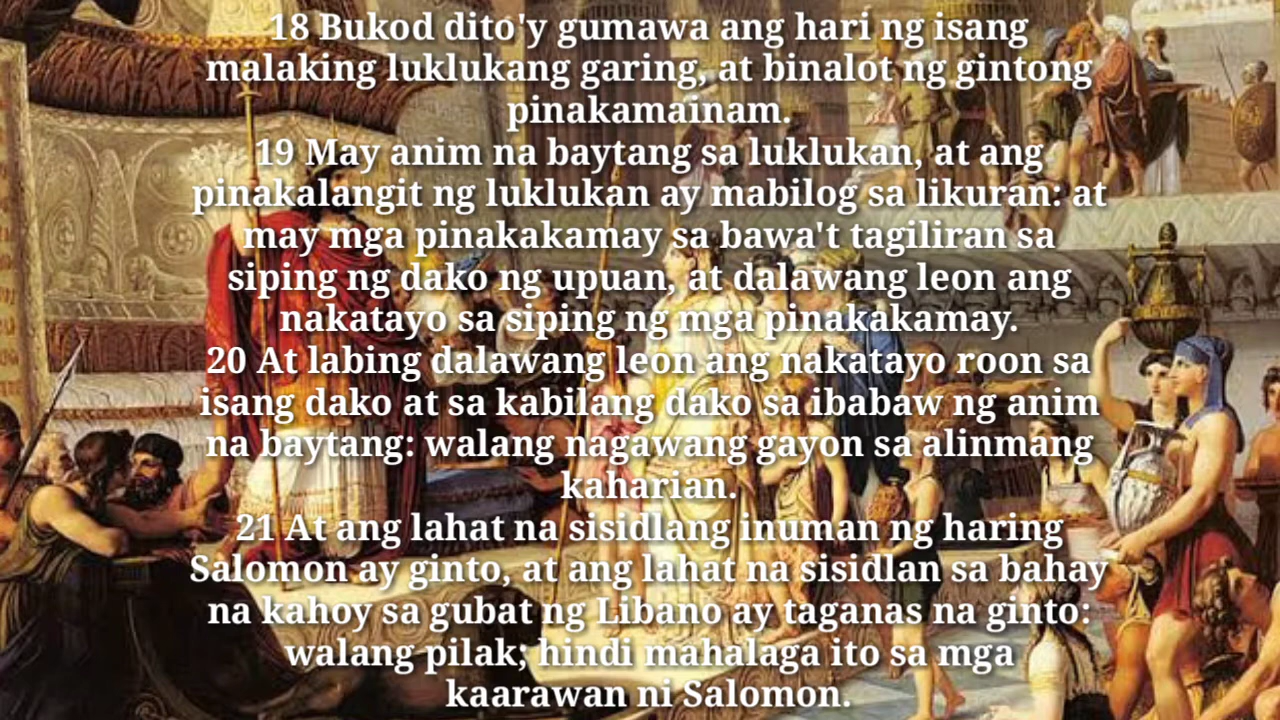 18 Bukod dito'y gumawa ang hari ng isang
malaking luklukang garing, at binalot ng gintong
pinakamainam.
19 May anim na baytang sa luklukan, at ang
pinakalangit ng luklukan ay mabilog sa likuran: at
may mga pinakakamay sa bawa't tagiliran sa
siping ng dako ng upuan, at dalawang leon ang
nakatayo sa siping ng mga pinakakamay.
20 At labing dalawang leon ang nakatayo roon sa
isang dako at sa kabilang dako sa ibabaw ng anim
na baytang: walang nagawang gayon sa alinmang
kaharian.
21 At ang lahat na sisidlang inuman ng haring
Salomon ay ginto, at ang lahat na sisidlan sa bahay
na kahoy sa gubat ng Libano ay taganas na ginto:
walang pilak; hindi mahalaga ito sa mga
kaarawan ni Salomon.